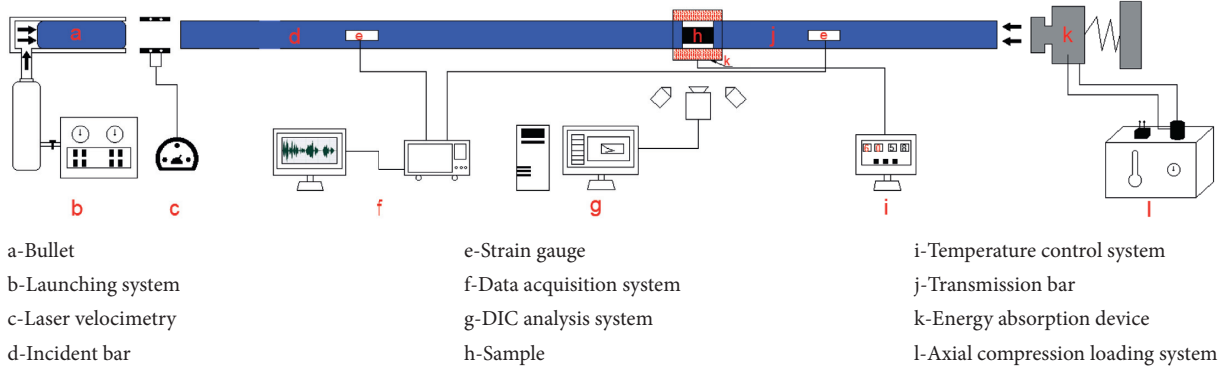 a
d
e
h
j
e
k
k
b
c
f
g
i
l
a-Bullet
b-Launching system
c-Laser velocimetry
d-Incident bar
e-Strain gauge
f-Data acquisition system
g-DIC analysis system
h-Sample
i-Temperature control system
j-Transmission bar
k-Energy absorption device
l-Axial compression loading system